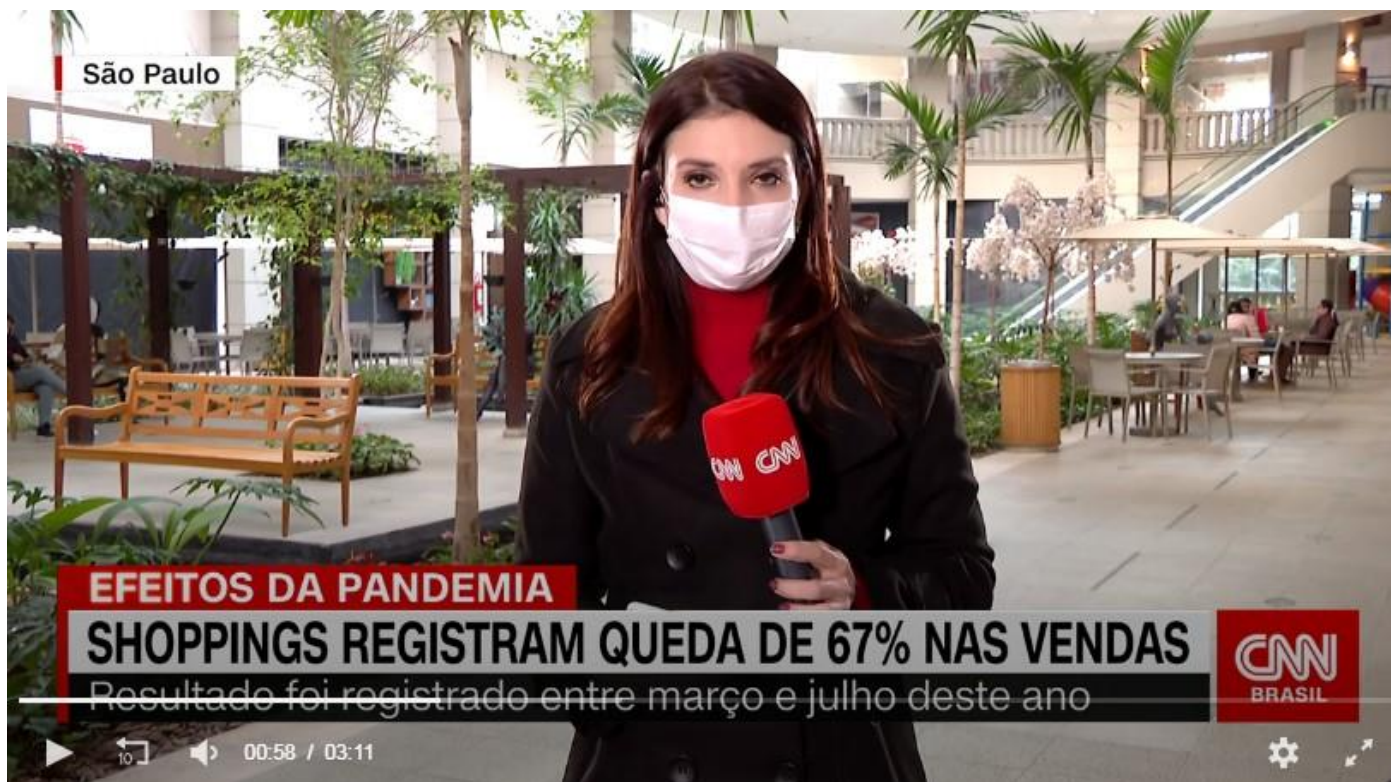 São Paulo
CNN CNN
EFEITOS DA PANDEMIA
SHOPPINGS REGISTRAM QUEDA DE 67% NAS VENDAS
CNN
BRASIL
Resultado foi registrado entre março e julho deste ano
10
00:58 / 03:11